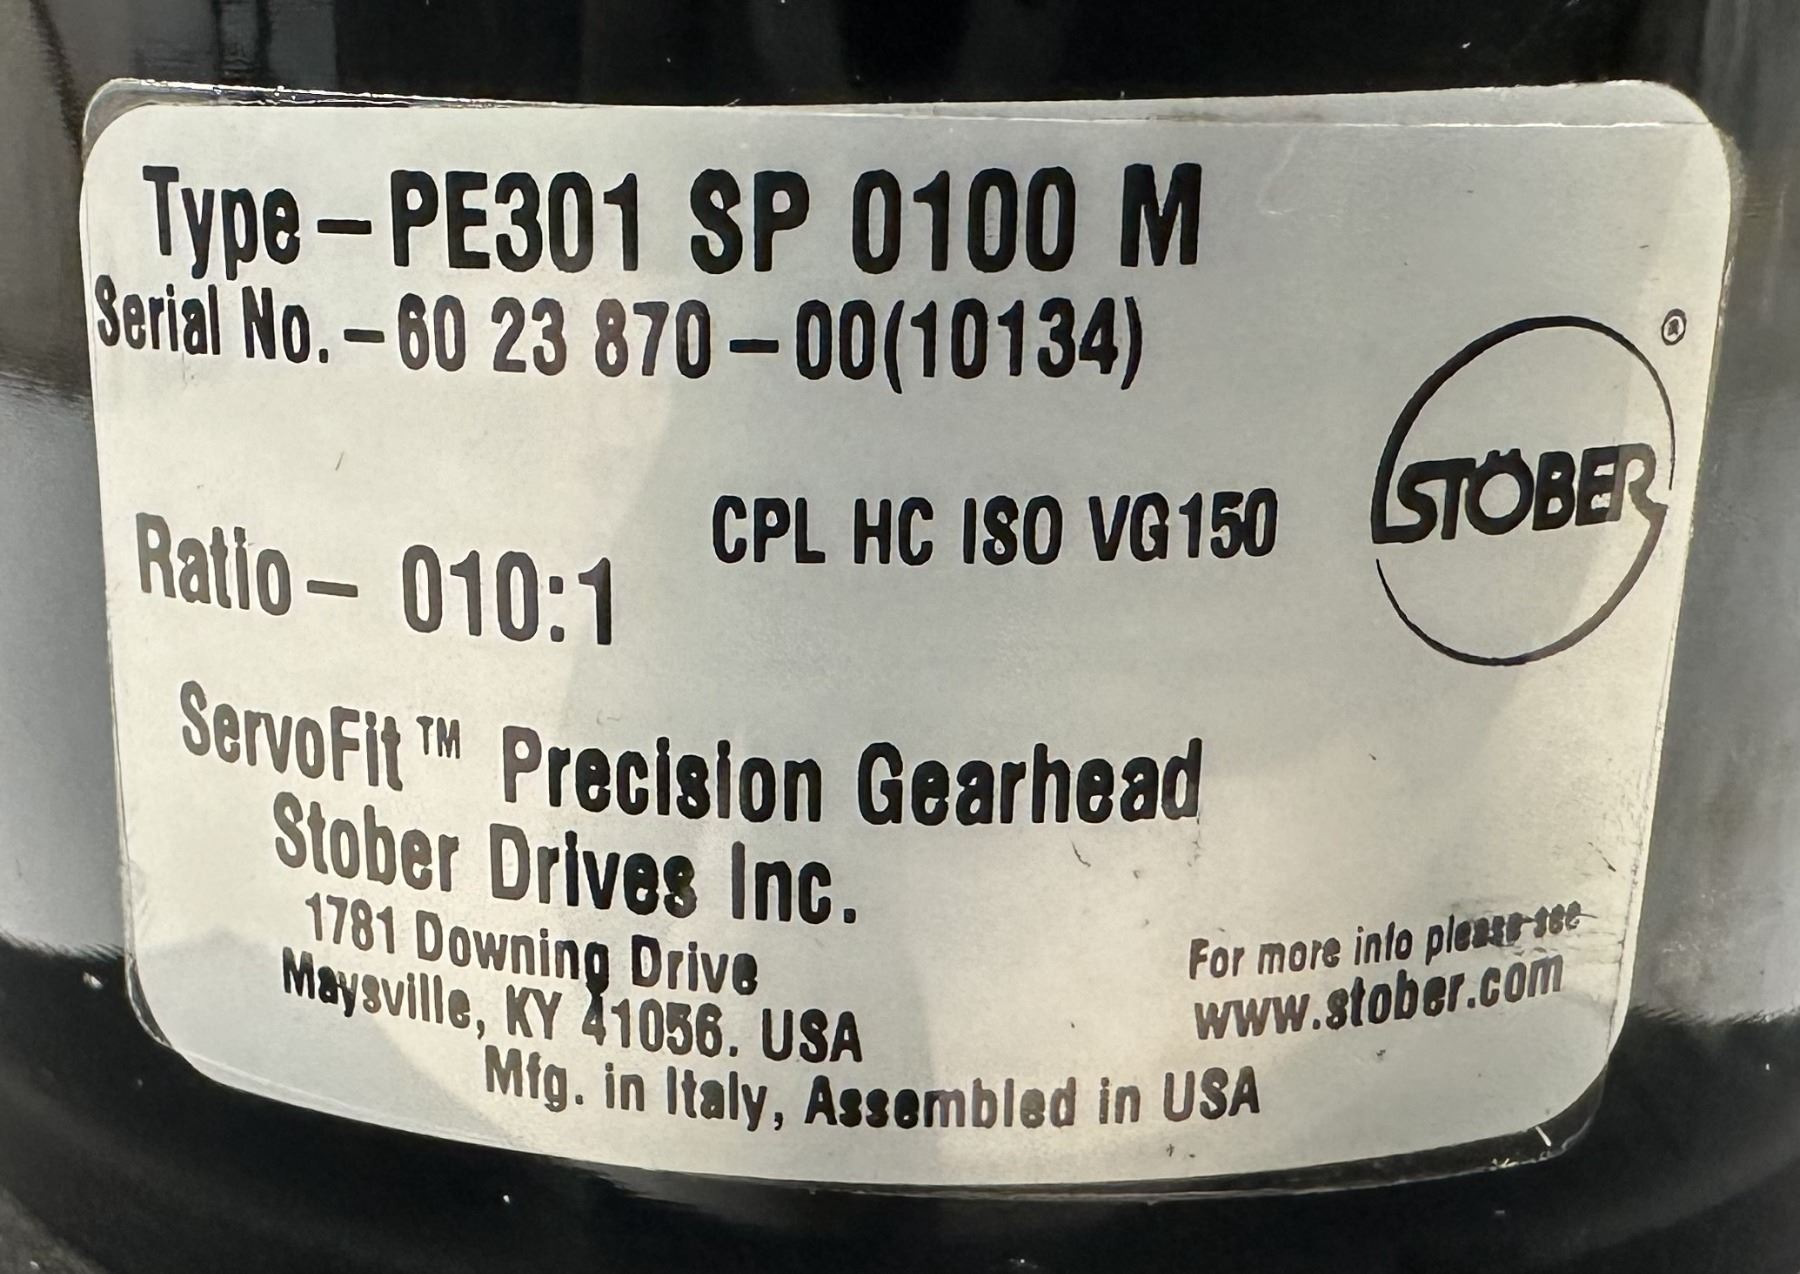 Type – PE301 SP 0100 M
Serial No. – 60 23 870 – 00(10134)
®
STÖBER
CPL HC ISO VG150
Ratio – 010:1
ServoFit™ Precision Gearhead
Stober Drives Inc.
1781 Downing Drive
Maysville, KY 41056. USA
Mfg. in Italy, Assembled in USA
For more info please see
www.stober.com